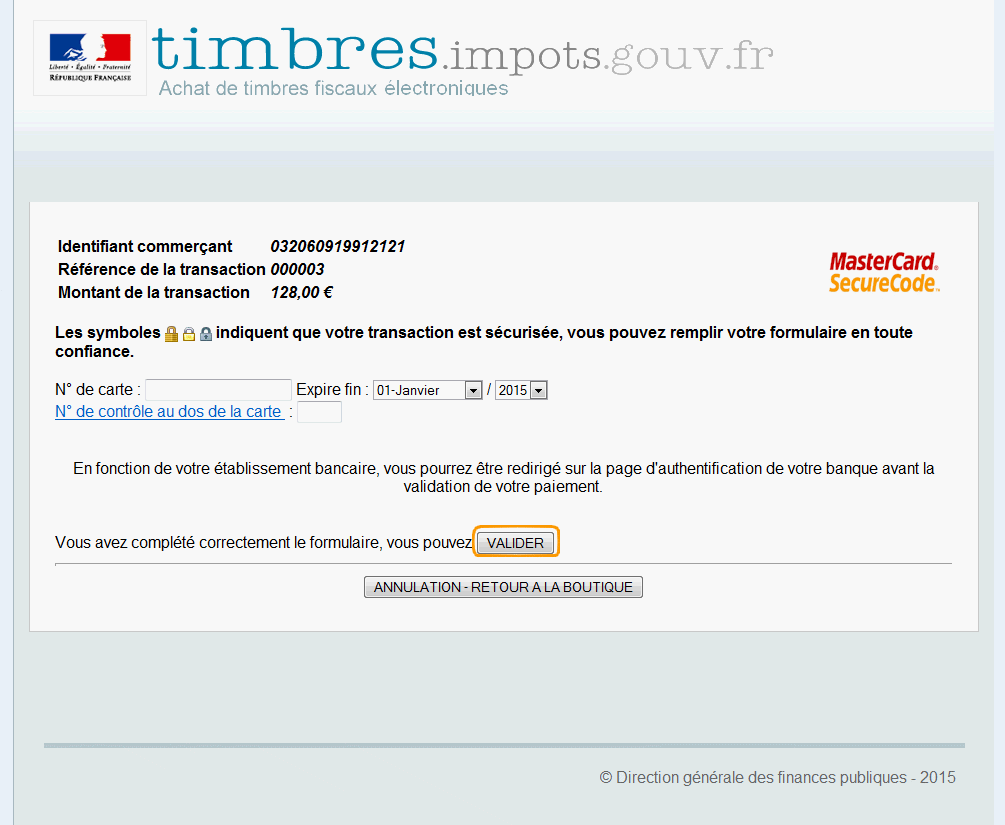 timbres.impots.gouv.fr
Liberté • Égalité • Fraternité
RÉPUBLIQUE FRANÇAISE
Achat de timbres fiscaux électroniques
Identifiant commerçant 032060919912121
Référence de la transaction 000003
Montant de la transaction 128,00 €
MasterCard.
SecureCode™
Les symboles indiquent que votre transaction est sécurisée, vous pouvez remplir votre formulaire en toute
confiance.
N° de carte : Expire fin : 01-Janvier / 2015
N° de contrôle au dos de la carte :
En fonction de votre établissement bancaire, vous pourrez être redirigé sur la page d'authentification de votre banque avant la
validation de votre paiement.
Vous avez complété correctement le formulaire, vous pouvez VALIDER
ANNULATION - RETOUR A LA BOUTIQUE
© Direction générale des finances publiques - 2015